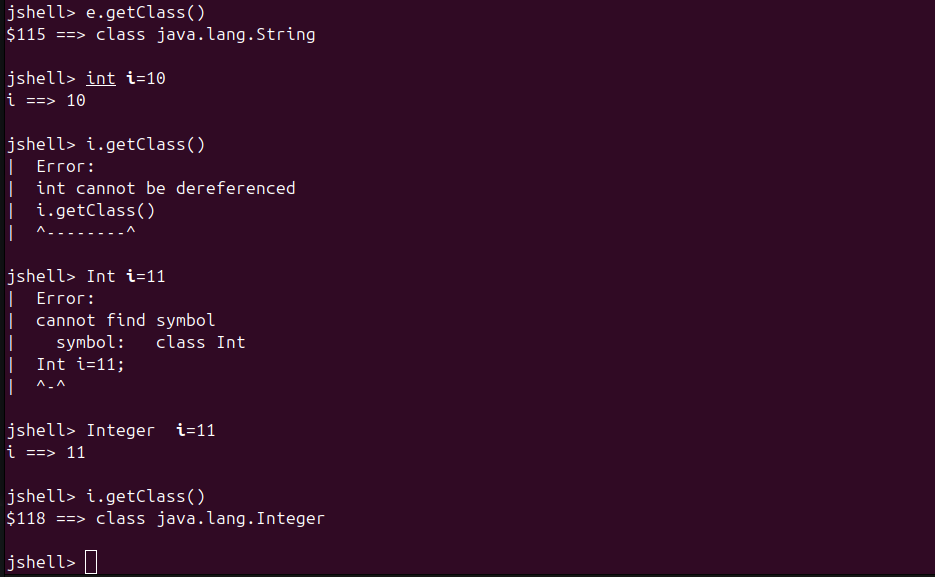 jshell> e.getClass()
$115 ==> class java.lang.String
jshell> int i=10
i ==> 10
jshell> i.getClass()
|  Error:
|  int cannot be dereferenced
|  i.getClass()
|  ^--------^
jshell> Int i=11
|  Error:
|  cannot find symbol
|    symbol:   class Int
|  Int i=11;
|  ^-^
jshell> Integer  i=11
i ==> 11
jshell> i.getClass()
$118 ==> class java.lang.Integer
jshell>